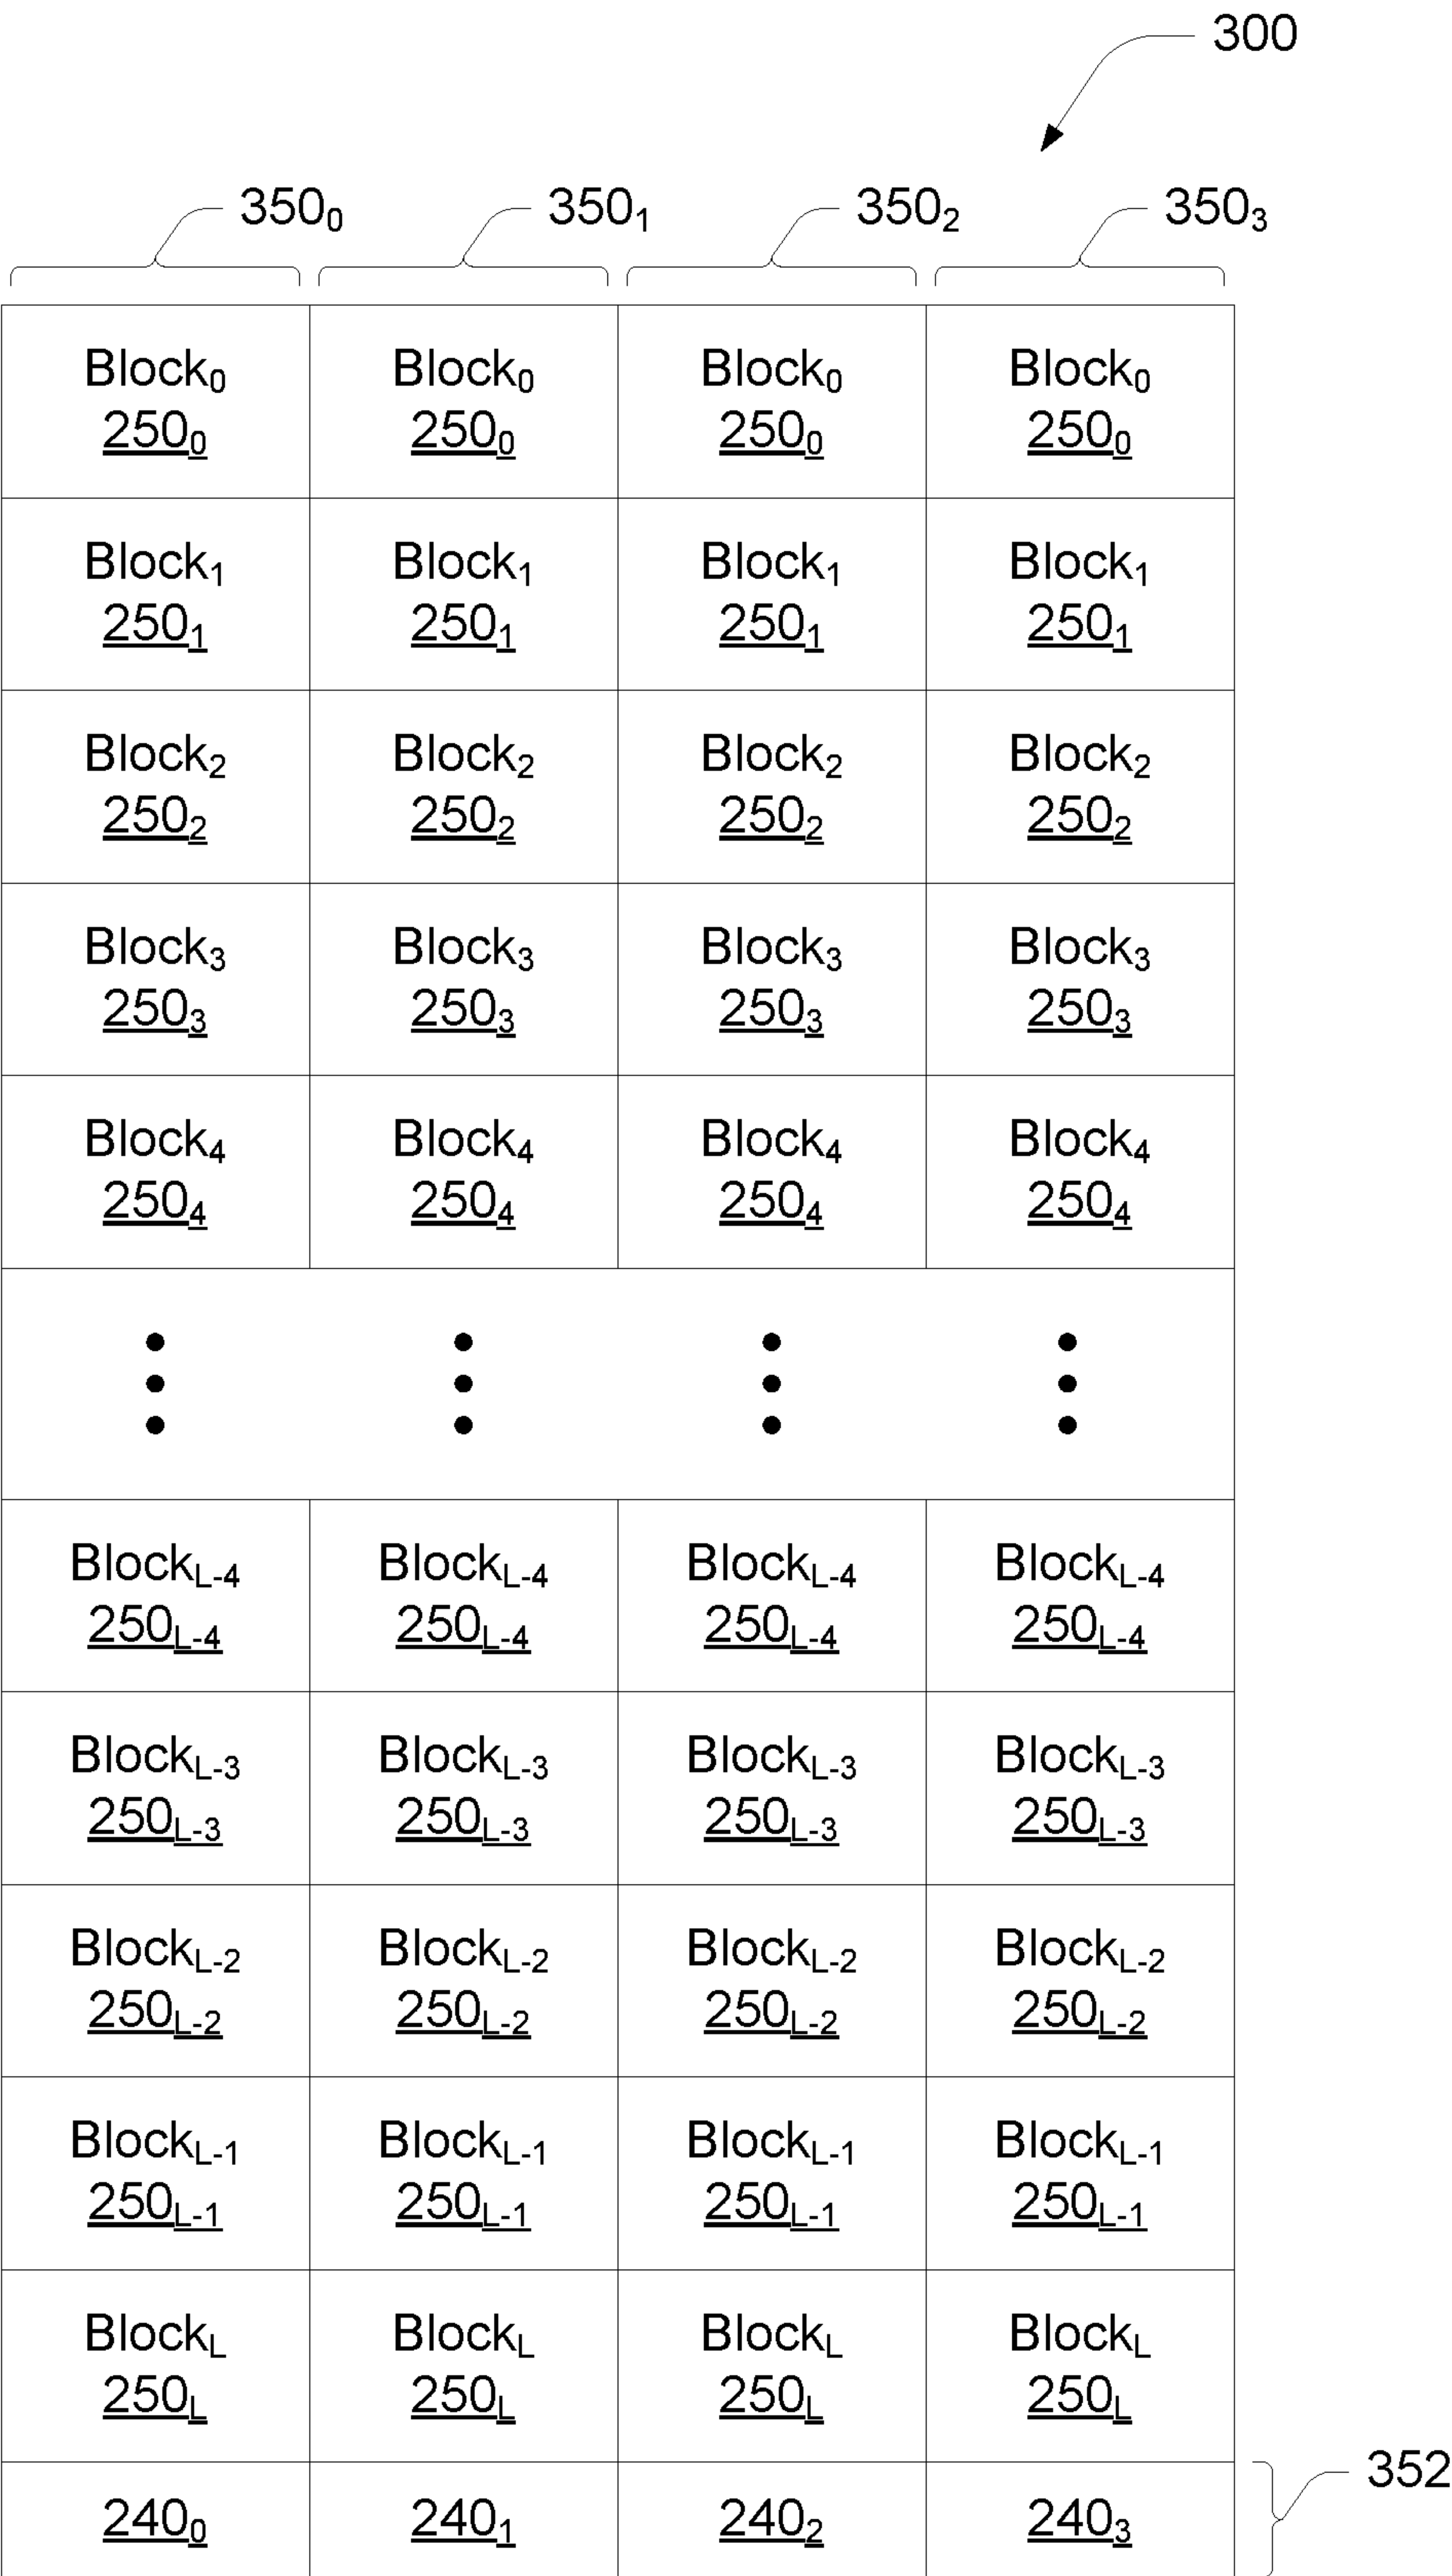 300
350₀ 350₁ 350₂ 350₃
Block₀ Block₀ Block₀ Block₀
250₀ 250₀ 250₀ 250₀
Block₁ Block₁ Block₁ Block₁
250₁ 250₁ 250₁ 250₁
Block₂ Block₂ Block₂ Block₂
250₂ 250₂ 250₂ 250₂
Block₃ Block₃ Block₃ Block₃
250₃ 250₃ 250₃ 250₃
Block₄ Block₄ Block₄ Block₄
250₄ 250₄ 250₄ 250₄
Block_L-4 Block_L-4 Block_L-4 Block_L-4
250_L-4 250_L-4 250_L-4 250_L-4
Block_L-3 Block_L-3 Block_L-3 Block_L-3
250_L-3 250_L-3 250_L-3 250_L-3
Block_L-2 Block_L-2 Block_L-2 Block_L-2
250_L-2 250_L-2 250_L-2 250_L-2
Block_L-1 Block_L-1 Block_L-1 Block_L-1
250_L-1 250_L-1 250_L-1 250_L-1
Block_L Block_L Block_L Block_L
250_L 250_L 250_L 250_L
352
240₀ 240₁ 240₂ 240₃